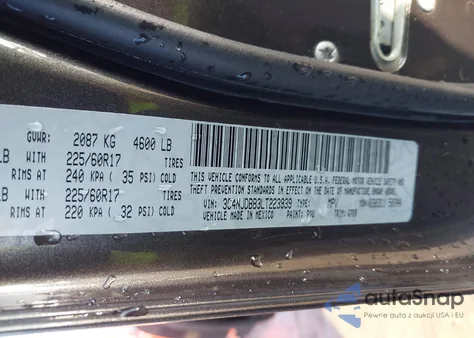 GVWR: 2087 KG 4600 LB
LB WITH 225/60R17 TIRES
RIMS AT 240 KPA ( 35 PSI) COLD
LB WITH 225/60R17 TIRES
RIMS AT 220 KPA ( 32 PSI) COLD
THIS VEHICLE CONFORMS TO ALL APPLICABLE U.S.A. FEDERAL MOTOR VEHICLE SAFETY AND
THEFT PREVENTION STANDARDS IN EFFECT ON THE DATE OF MANUFACTURE SHOWN ABOVE.
VIN: 3C4NJDBB3LT223939 TYPE: MPV
MADE IN MEXICO PAINT: TRIM:
autoSnap
Pewne auta z aukcji USA i EU